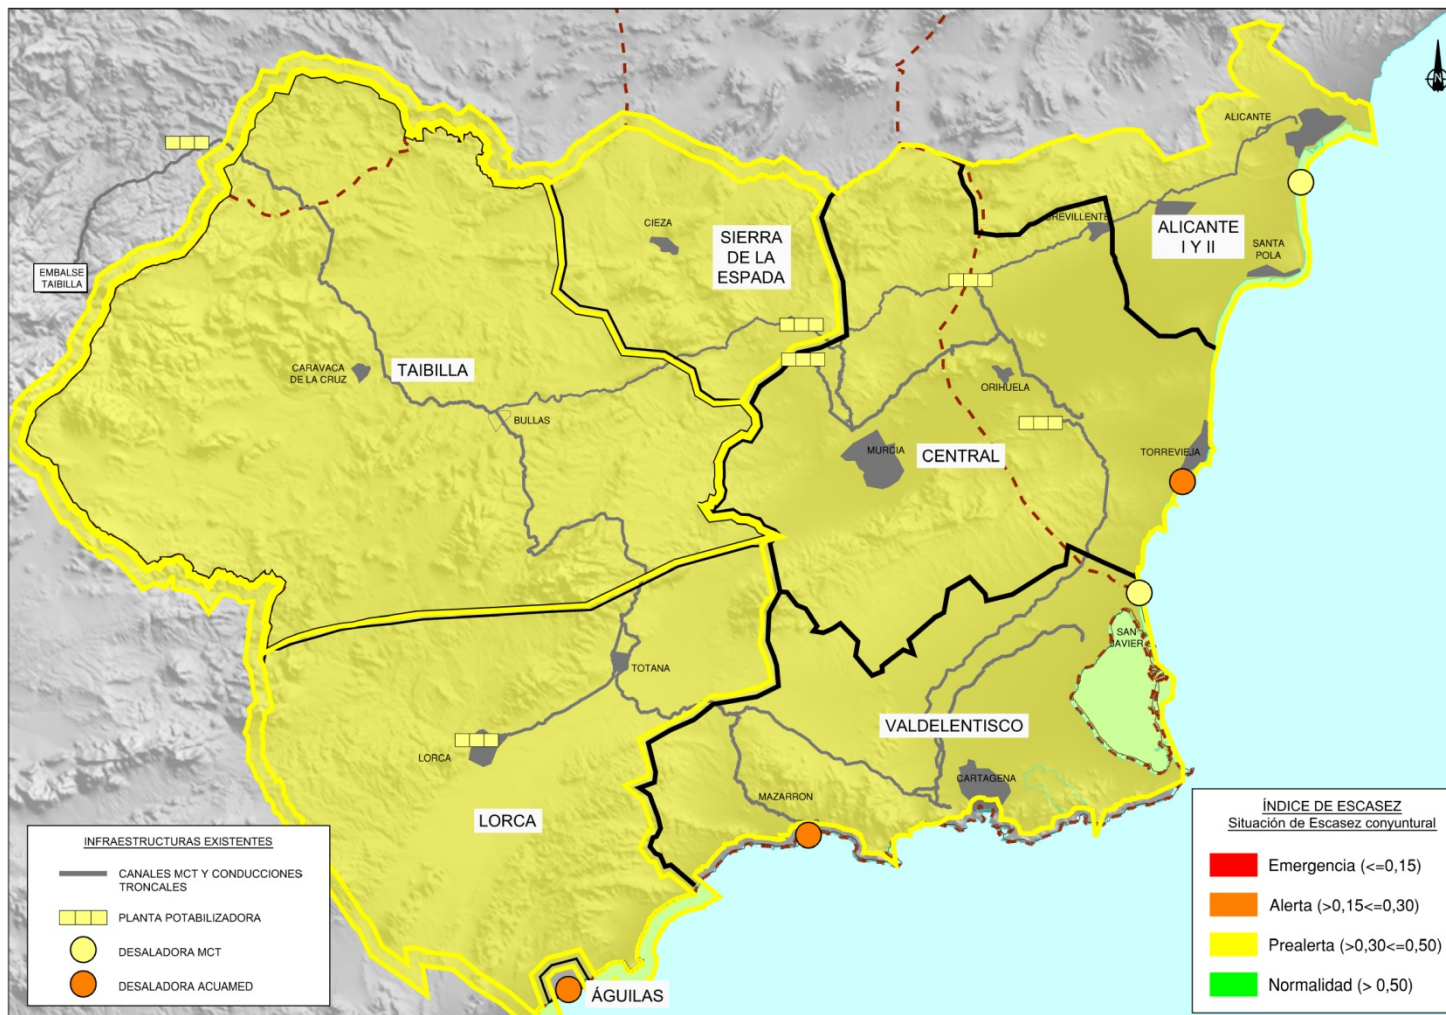 ALICANTE
N
CIEZA
CREVILLENTE
SIERRA
DE LA
ESPADA
ALICANTE
I Y II
SANTA
POLA
EMBALSE
TAIBILLA
CARAVACA
DE LA CRUZ
TAIBILLA
ORIHUELA
BULLAS
MURCIA
CENTRAL
TORREVIEJA
SAN
JAVIER
TOTANA
VALDELENTISCO
LORCA
CARTAGENA
MAZARRON
LORCA
ÁGUILAS
INFRAESTRUCTURAS EXISTENTES
CANALES MCT Y CONDUCCIONES
TRONCALES
PLANTA POTABILIZADORA
DESALADORA MCT
DESALADORA ACUAMED
ÍNDICE DE ESCASEZ
Situación de Escasez conyuntural
Emergencia (<=0,15)
Alerta (>0,15<=0,30)
Prealerta (>0,30<=0,50)
Normalidad (> 0,50)